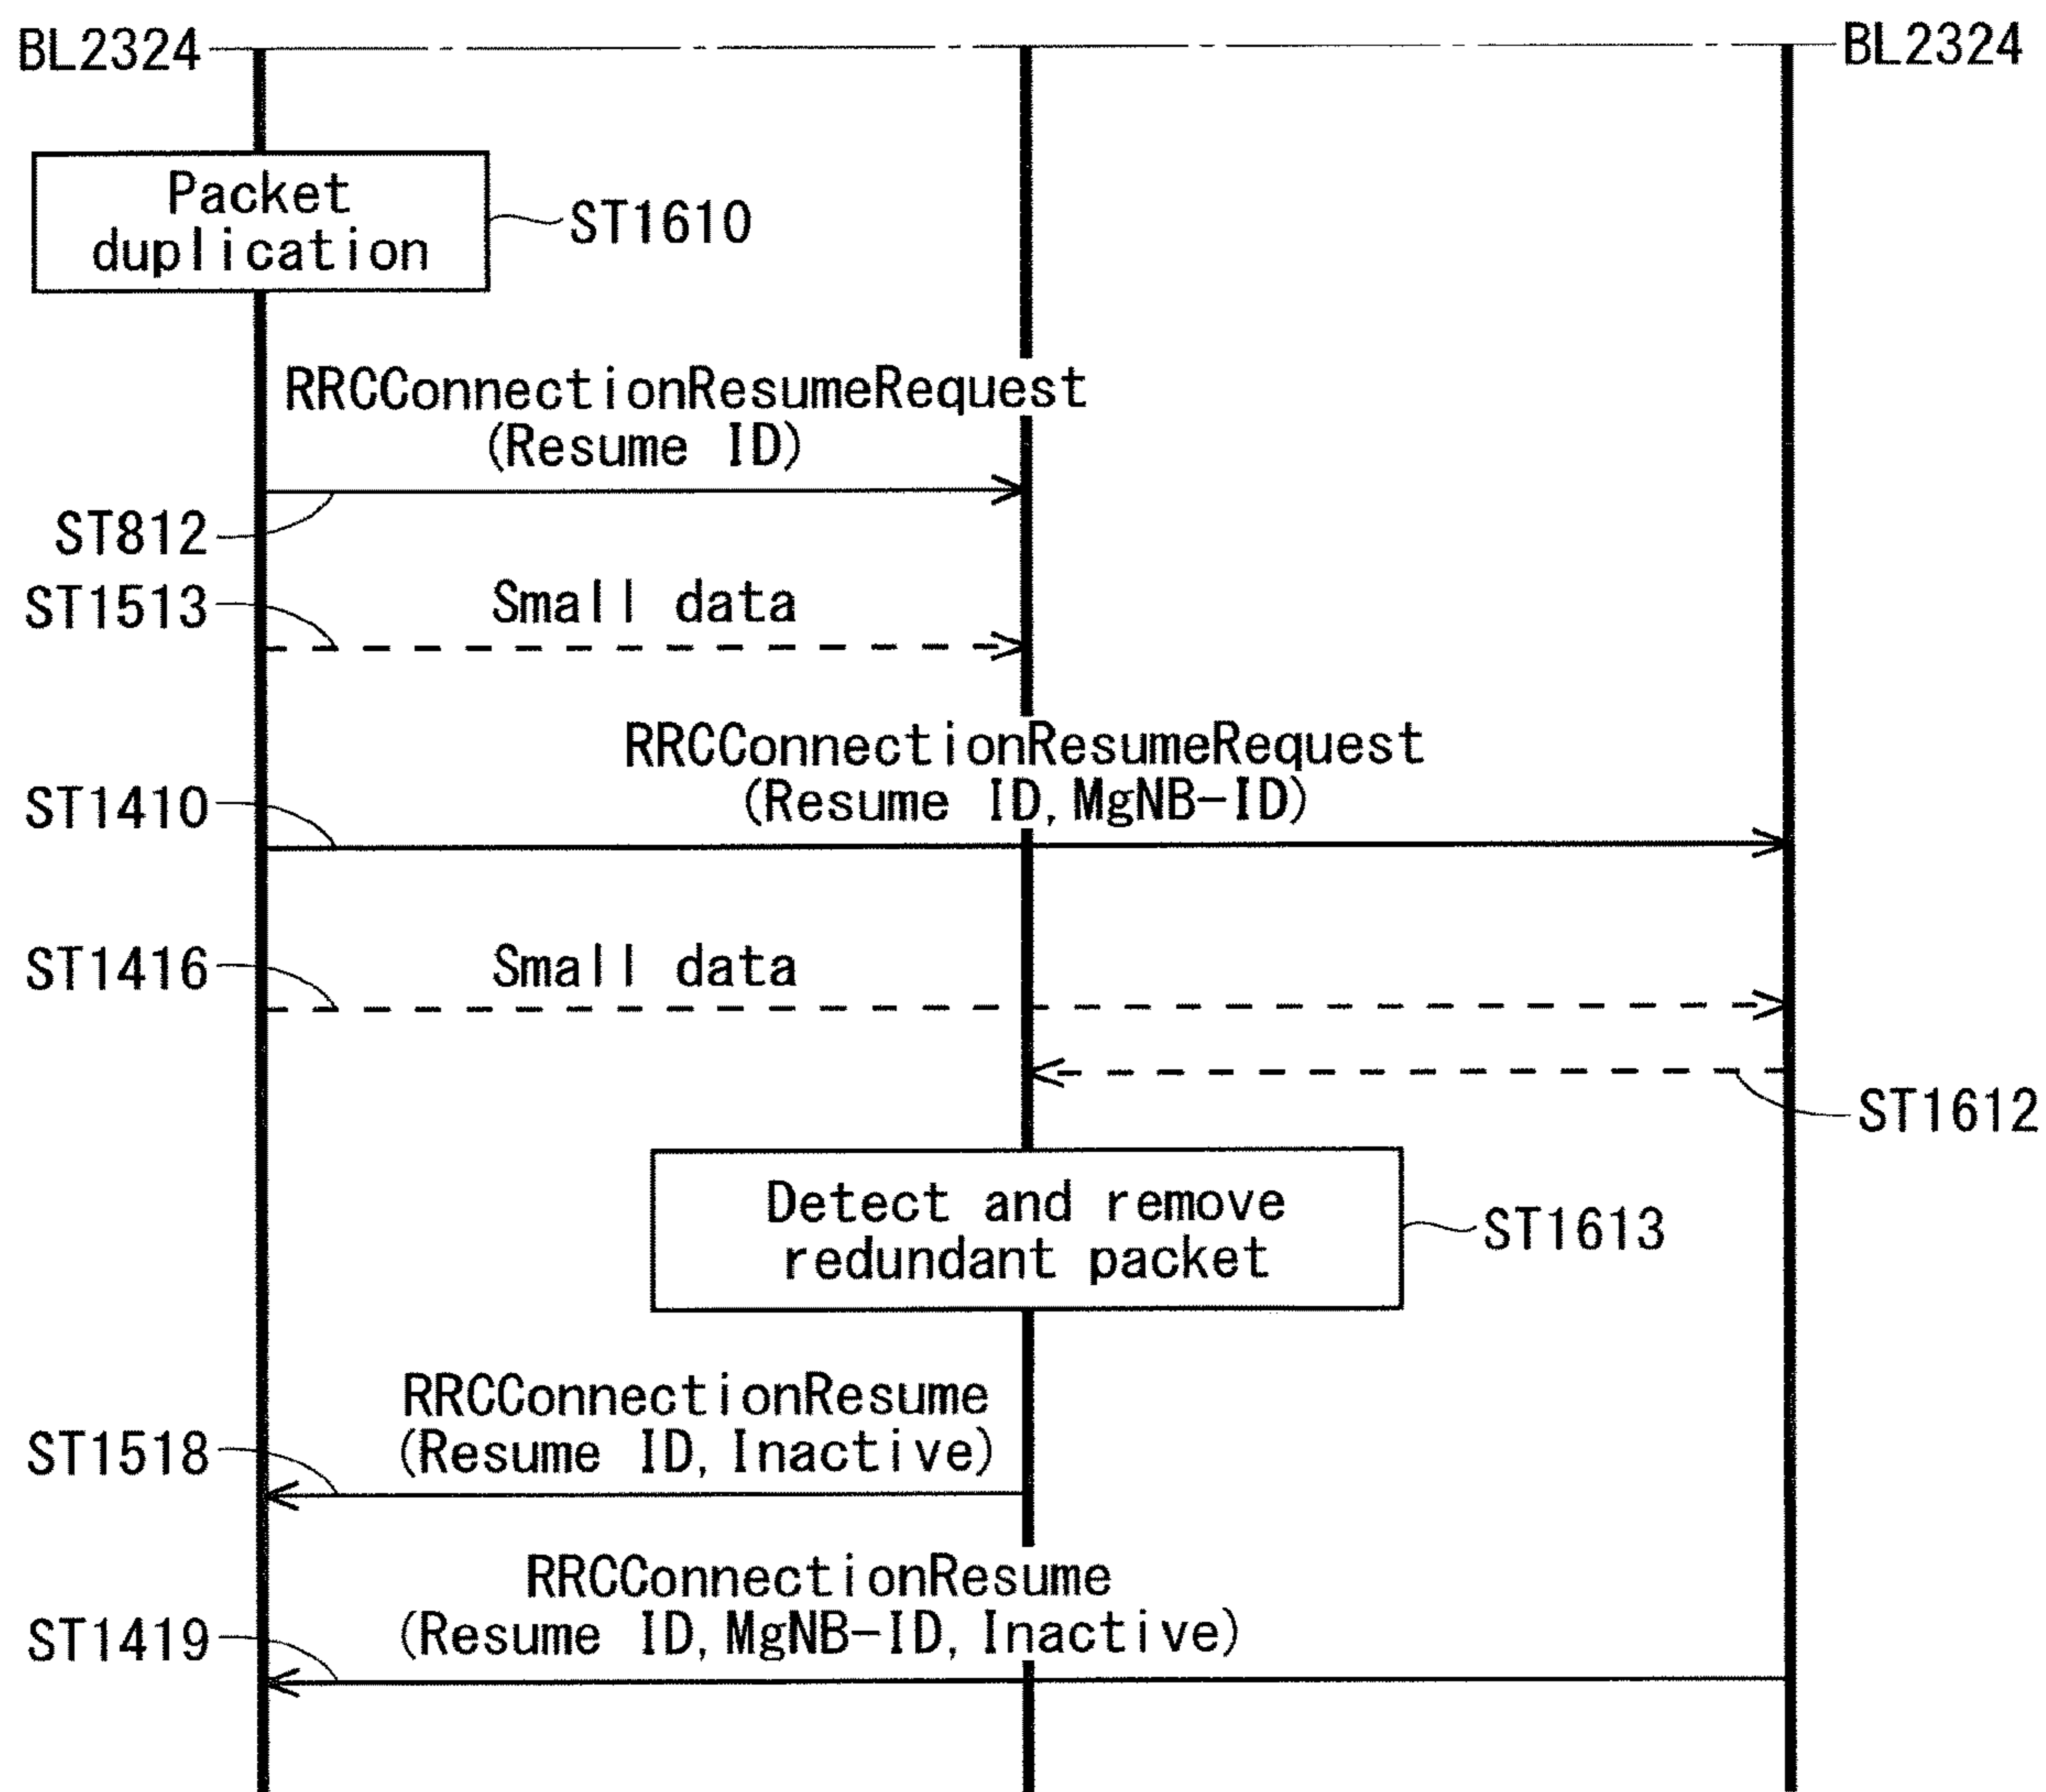 BL2324
BL2324
Packet
duplication
ST1610
RRCConnectionResumeRequest
(Resume ID)
ST812
ST1513
Small data
RRCConnectionResumeRequest
(Resume ID, MgNB-ID)
ST1410
Small data
ST1416
ST1612
Detect and remove
redundant packet
ST1613
RRCConnectionResume
(Resume ID, Inactive)
ST1518
RRCConnectionResume
(Resume ID, MgNB-ID, Inactive)
ST1419